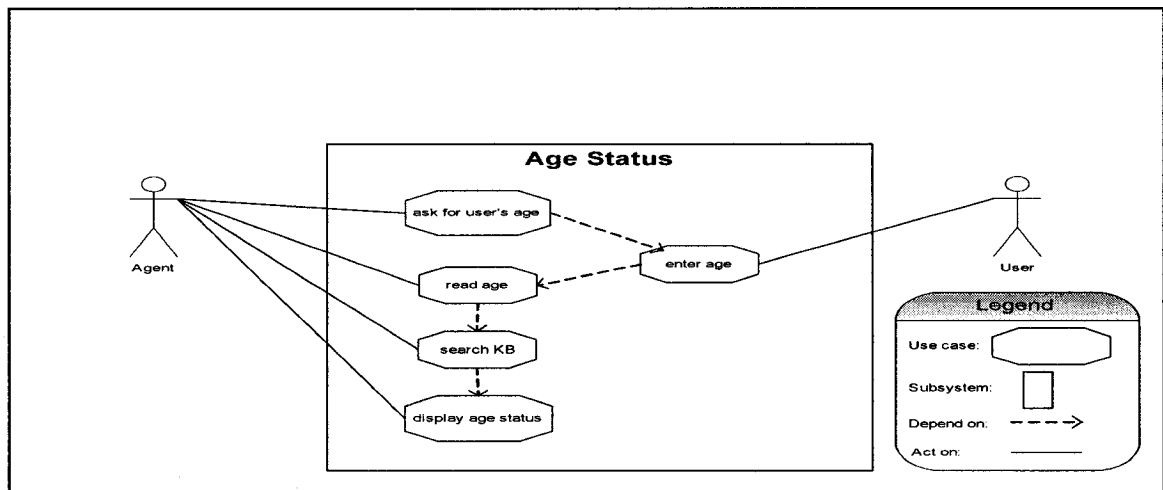 Age Status
ask for user's age
enter age
read age
search KB
display age status
Agent
User
Legend
Use case:
Subsystem:
Depend on:
Act on: